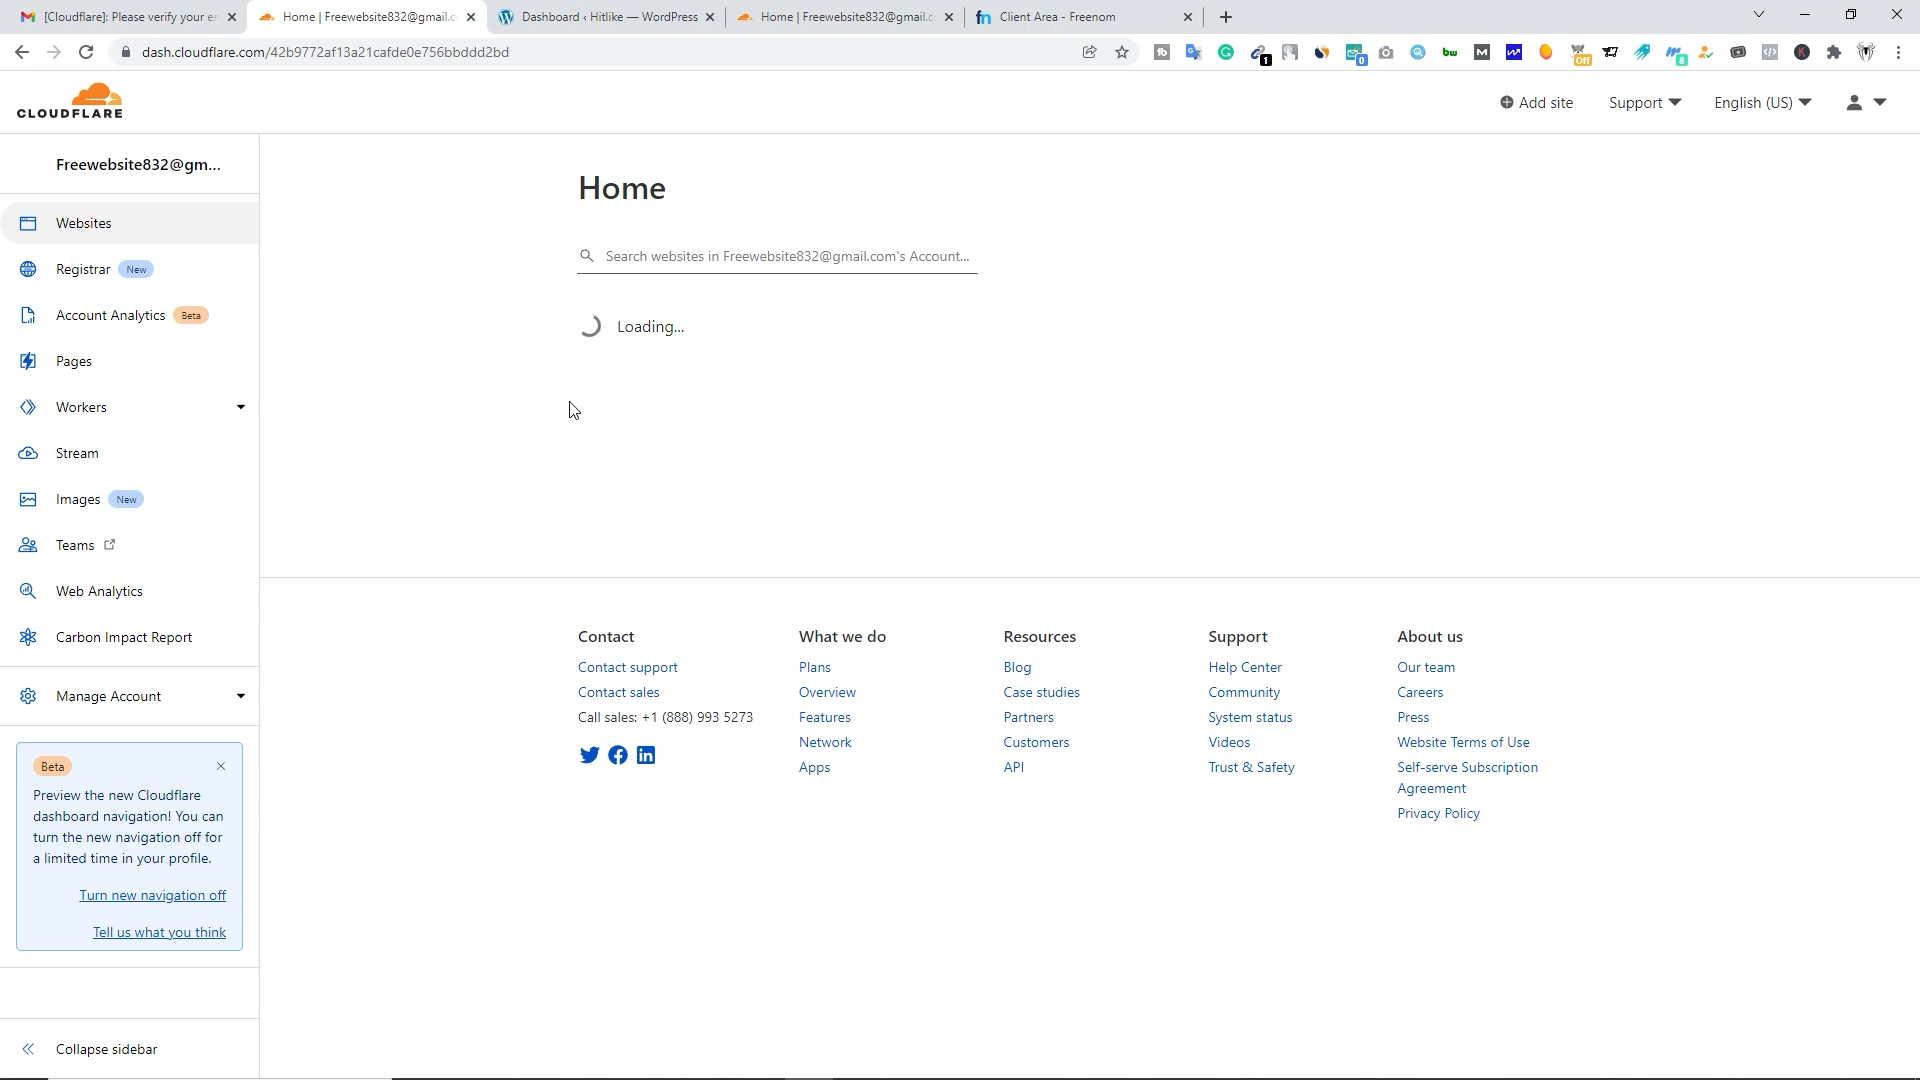 [Cloudflare]: Please verify your en
Home | Freewebsite832@gmail.c
Dashboard ‹ Hitlike — WordPress
Home | Freewebsite832@gmail.c
Client Area - Freenom
dash.cloudflare.com/42b9772af13a21cafde0e756bbddd2bd
CLOUDFLARE
Add site
Support
English (US)
Freewebsite832@gm...
Websites
Registrar New
Account Analytics Beta
Pages
Workers
Stream
Images New
Teams
Web Analytics
Carbon Impact Report
Manage Account
Beta
Preview the new Cloudflare
dashboard navigation! You can
turn the new navigation off for
a limited time in your profile.
Turn new navigation off
Tell us what you think
Collapse sidebar
Home
Search websites in Freewebsite832@gmail.com's Account...
Loading...
Contact
Contact support
Contact sales
Call sales: +1 (888) 993 5273
What we do
Plans
Overview
Features
Network
Apps
Resources
Blog
Case studies
Partners
Customers
API
Support
Help Center
Community
System status
Videos
Trust & Safety
About us
Our team
Careers
Press
Website Terms of Use
Self-serve Subscription
Agreement
Privacy Policy